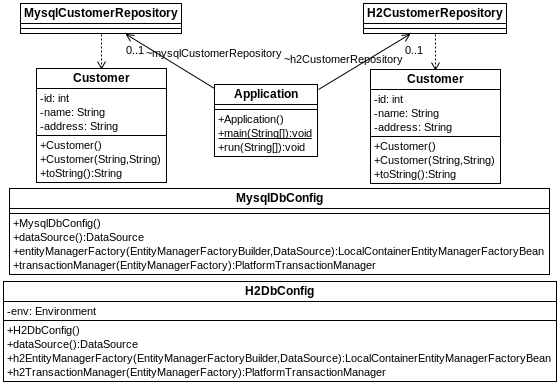 MysqlCustomerRepository
H2CustomerRepository
0..1
~mysqlCustomerRepository
~h2CustomerRepository
0..1
Customer
-id: int
-name: String
-address: String
+Customer()
+Customer(String,String)
+toString():String
Application
+Application()
+main(String[]):void
+run(String[]):void
Customer
-id: int
-name: String
-address: String
+Customer()
+Customer(String,String)
+toString():String
MysqlDbConfig
+MysqlDbConfig()
+dataSource():DataSource
+entityManagerFactory(EntityManagerFactoryBuilder,DataSource):LocalContainerEntityManagerFactoryBean
+transactionManager(EntityManagerFactory):PlatformTransactionManager
H2DbConfig
-env: Environment
+H2DbConfig()
+dataSource():DataSource
+h2EntityManagerFactory(EntityManagerFactoryBuilder,DataSource):LocalContainerEntityManagerFactoryBean
+h2TransactionManager(EntityManagerFactory):PlatformTransactionManager